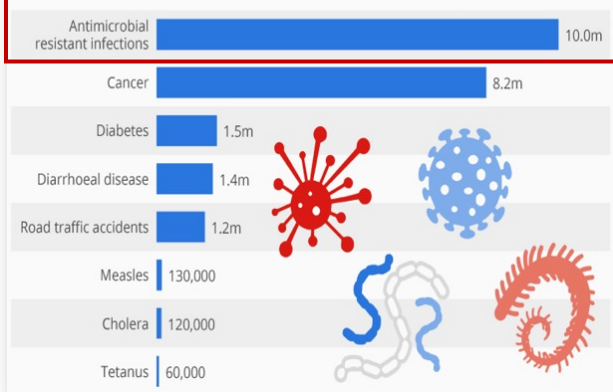 Antimicrobial
resistant infections 10.0m
Cancer 8.2m
Diabetes 1.5m
Diarrhoeal disease 1.4m
Road traffic accidents 1.2m
Measles 130,000
Cholera 120,000
Tetanus 60,000